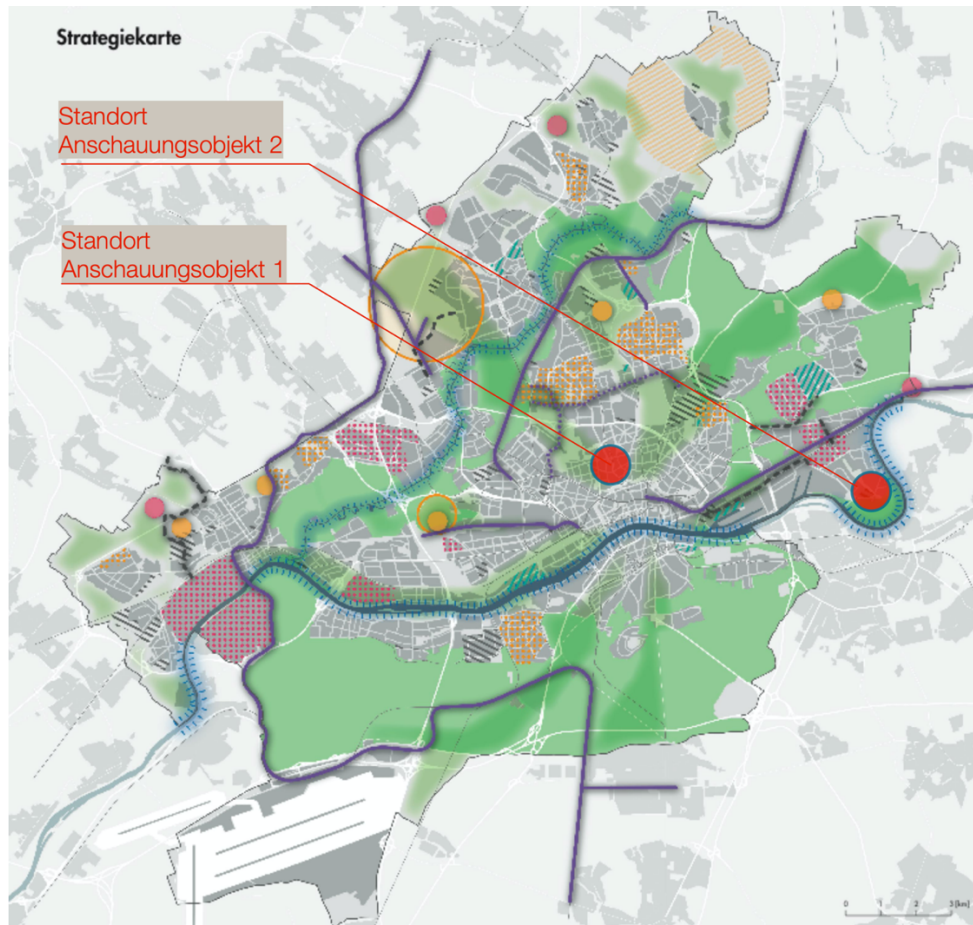 Strategiekarte
Standort
Anschauungsobjekt 2
Standort
Anschauungsobjekt 1
0 1 2 3 [km]